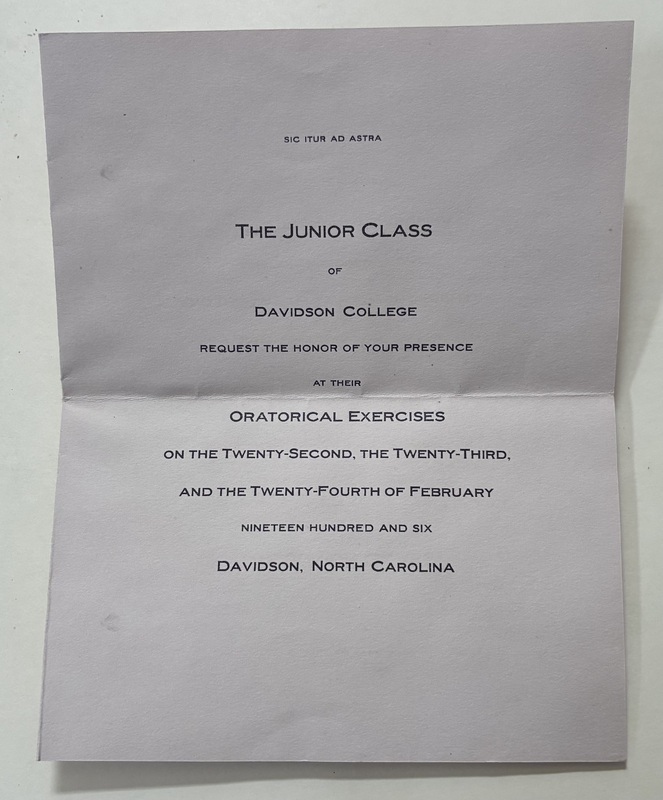 SIC ITUR AD ASTRA
THE JUNIOR CLASS
OF
DAVIDSON COLLEGE
REQUEST THE HONOR OF YOUR PRESENCE
AT THEIR
ORATORICAL EXERCISES
ON THE TWENTY-SECOND, THE TWENTY-THIRD,
AND THE TWENTY-FOURTH OF FEBRUARY
NINETEEN HUNDRED AND SIX
DAVIDSON, NORTH CAROLINA